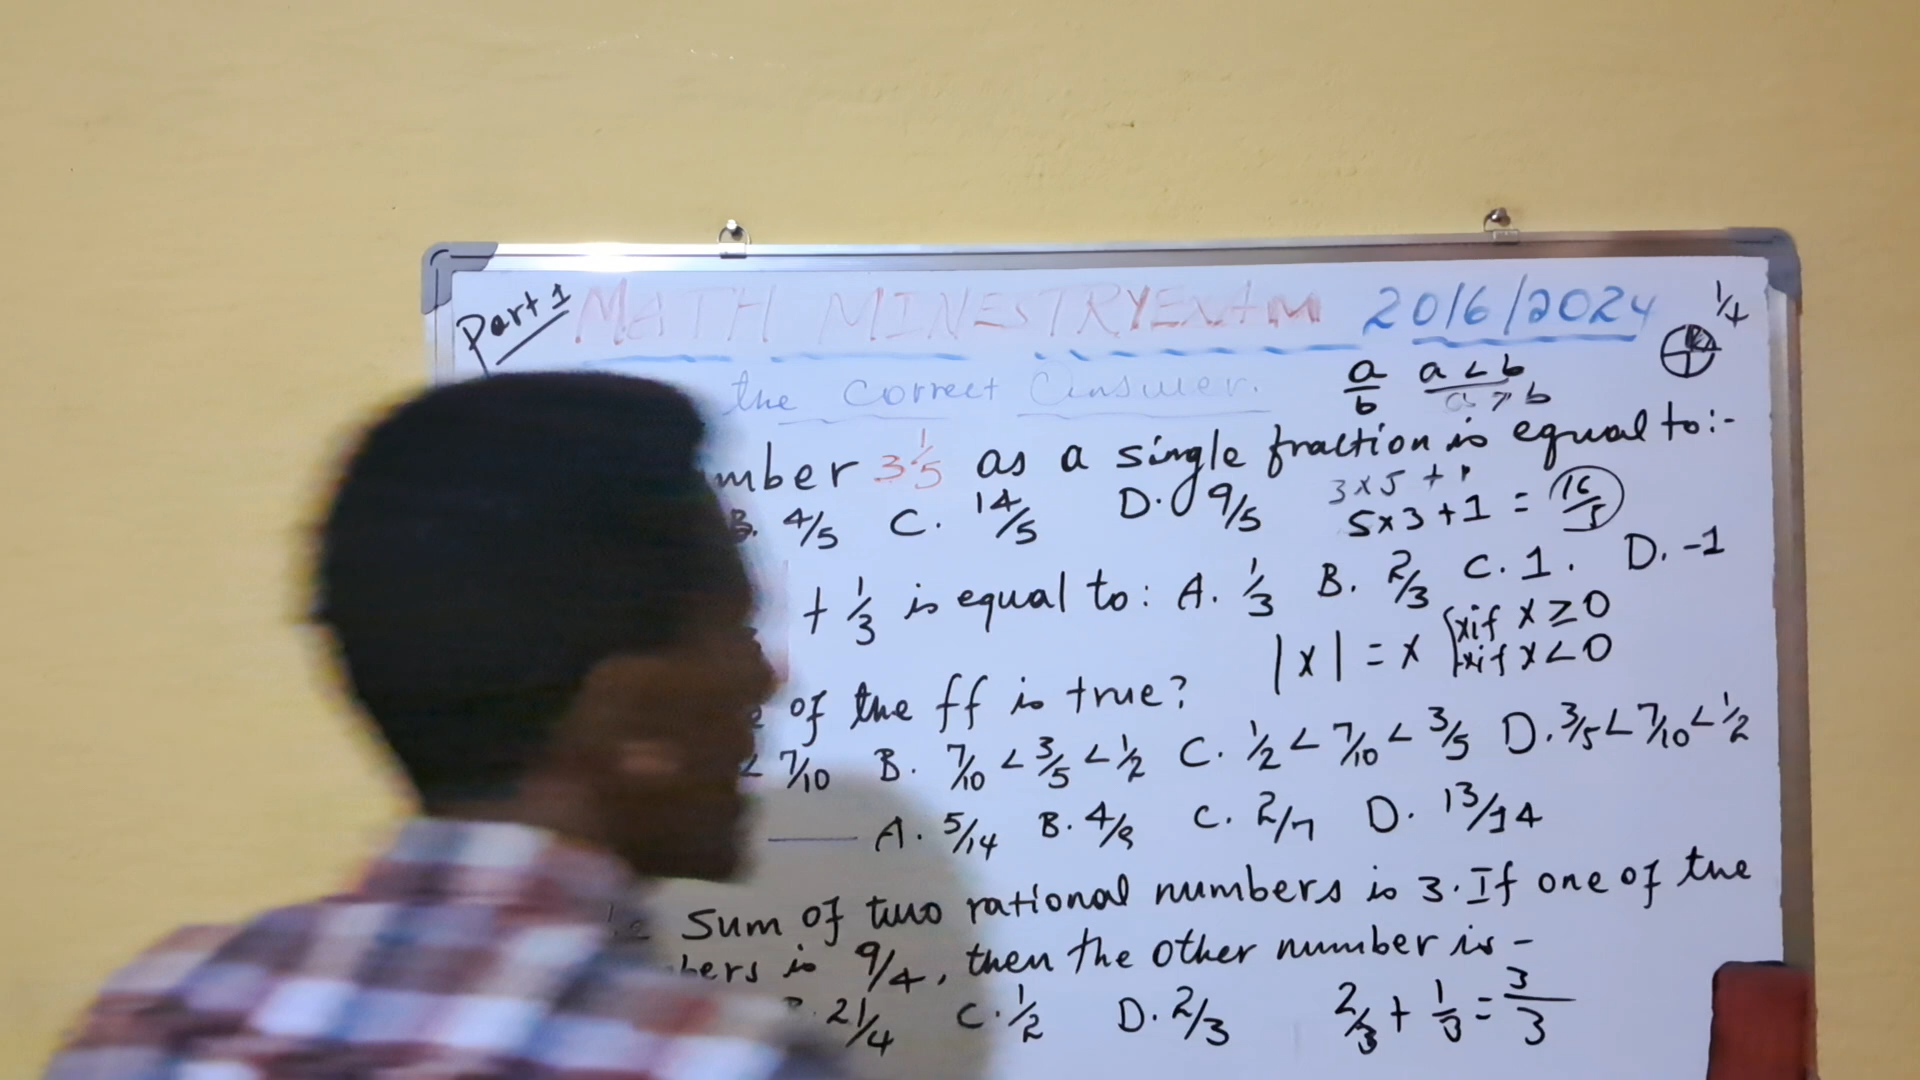 Part 1 MATH MINESTRY EXAM 2016/2024 1/4
the correct answer. a/b a < b
a > b
mber 3 1/5 as a single fraction is equal to:-
3x5+1
B. 4/5 C. 14/5 D. 9/5 5x3+1 = 16/5
+ 1/3 is equal to: A. 1/3 B. 2/3 C. 1. D. -1
|x| = x {x if x ≥ 0
-x if x < 0
of the ff is true?
< 7/10 B. 7/10 < 3/5 < 1/2 C. 1/2 < 7/10 < 3/5 D. 3/5 < 7/10 < 1/2
A. 5/14 B. 4/9 C. 2/7 D. 13/14
Sum of two rational numbers is 3. If one of the
bers is 9/4, then the other number is -
21/4 C. 1/2 D. 2/3 2/3 + 1/3 = 3/3